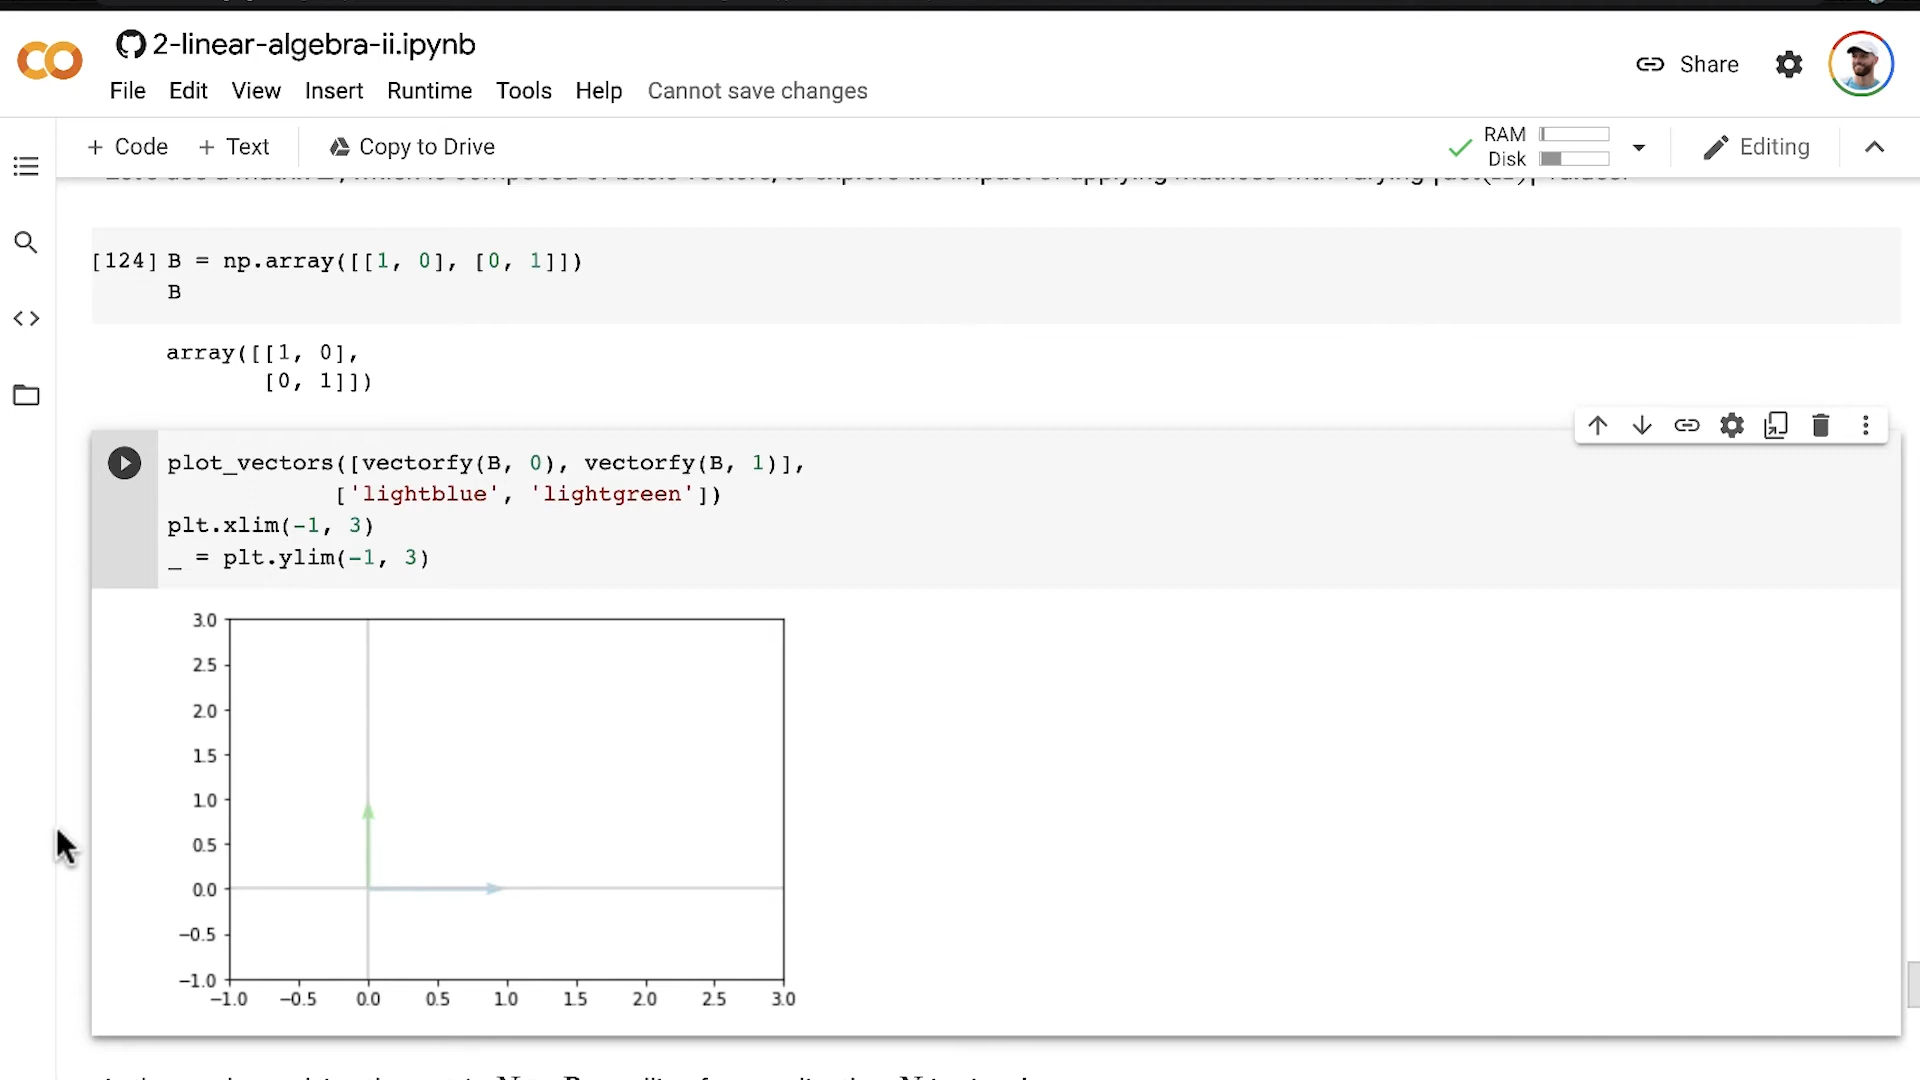 2-linear-algebra-ii.ipynb
Share
File Edit View Insert Runtime Tools Help Cannot save changes
+ Code + Text Copy to Drive
RAM
Disk
Editing
[124] B = np.array([[1, 0], [0, 1]])
B
array([[1, 0],
[0, 1]])
plot_vectors([vectorfy(B, 0), vectorfy(B, 1)],
['lightblue', 'lightgreen'])
plt.xlim(-1, 3)
_ = plt.ylim(-1, 3)
3.0
2.5
2.0
1.5
1.0
0.5
0.0
−0.5
−1.0
−1.0 −0.5 0.0 0.5 1.0 1.5 2.0 2.5 3.0